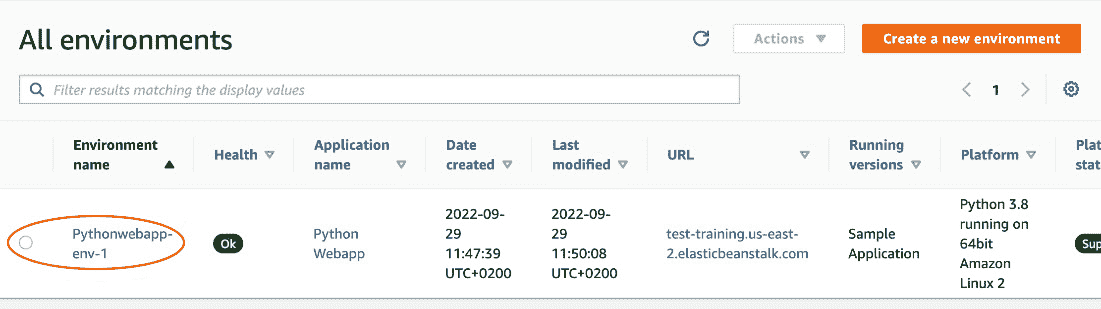 All environments
Actions
Create a new environment
Filter results matching the display values
1
Environment name
Health
Application name
Date created
Last modified
URL
Running versions
Platform
Plat
stat
Pythonwebapp-
env-1
Ok
Python
Webapp
2022-09-
29
11:47:39
UTC+0200
2022-09-
29
11:50:08
UTC+0200
test-training.us-east-
2.elasticbeanstalk.com
Sample
Application
Python 3.8
running on
64bit
Amazon
Linux 2
Sup